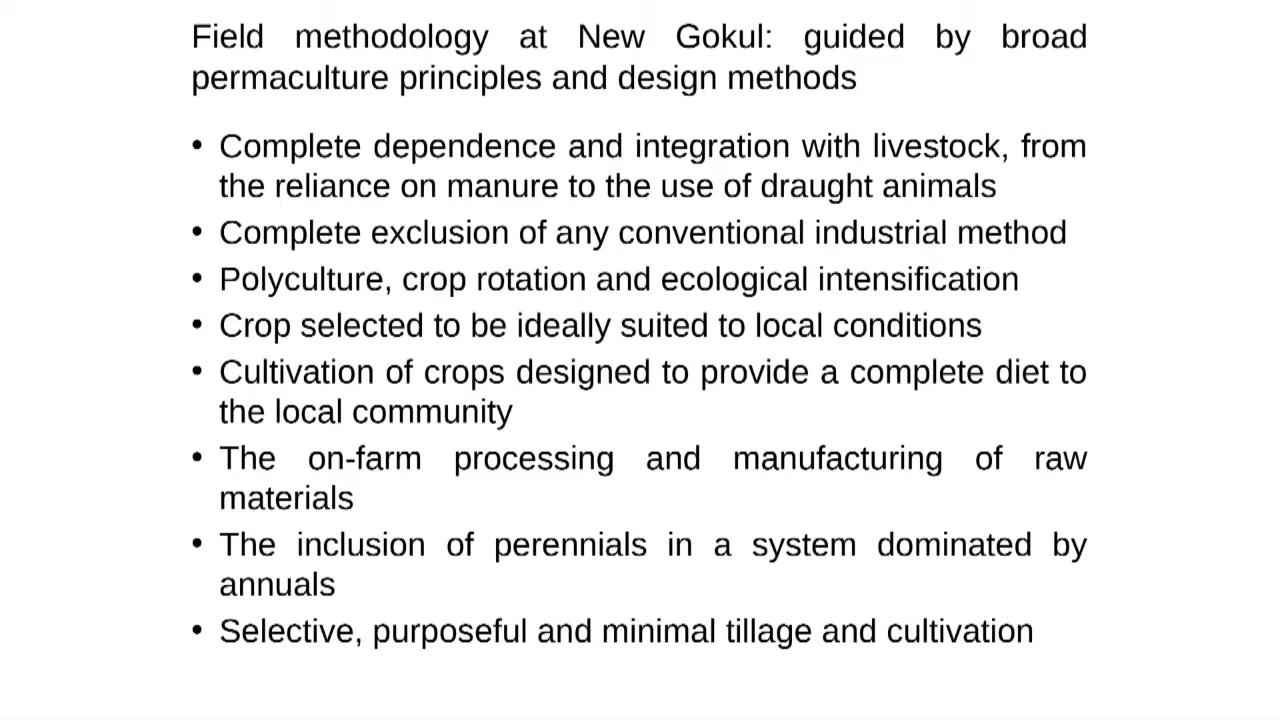 Field methodology at New Gokul: guided by broad
permaculture principles and design methods
• Complete dependence and integration with livestock, from
the reliance on manure to the use of draught animals
• Complete exclusion of any conventional industrial method
• Polyculture, crop rotation and ecological intensification
• Crop selected to be ideally suited to local conditions
• Cultivation of crops designed to provide a complete diet to
the local community
• The on-farm processing and manufacturing of raw
materials
• The inclusion of perennials in a system dominated by
annuals
• Selective, purposeful and minimal tillage and cultivation